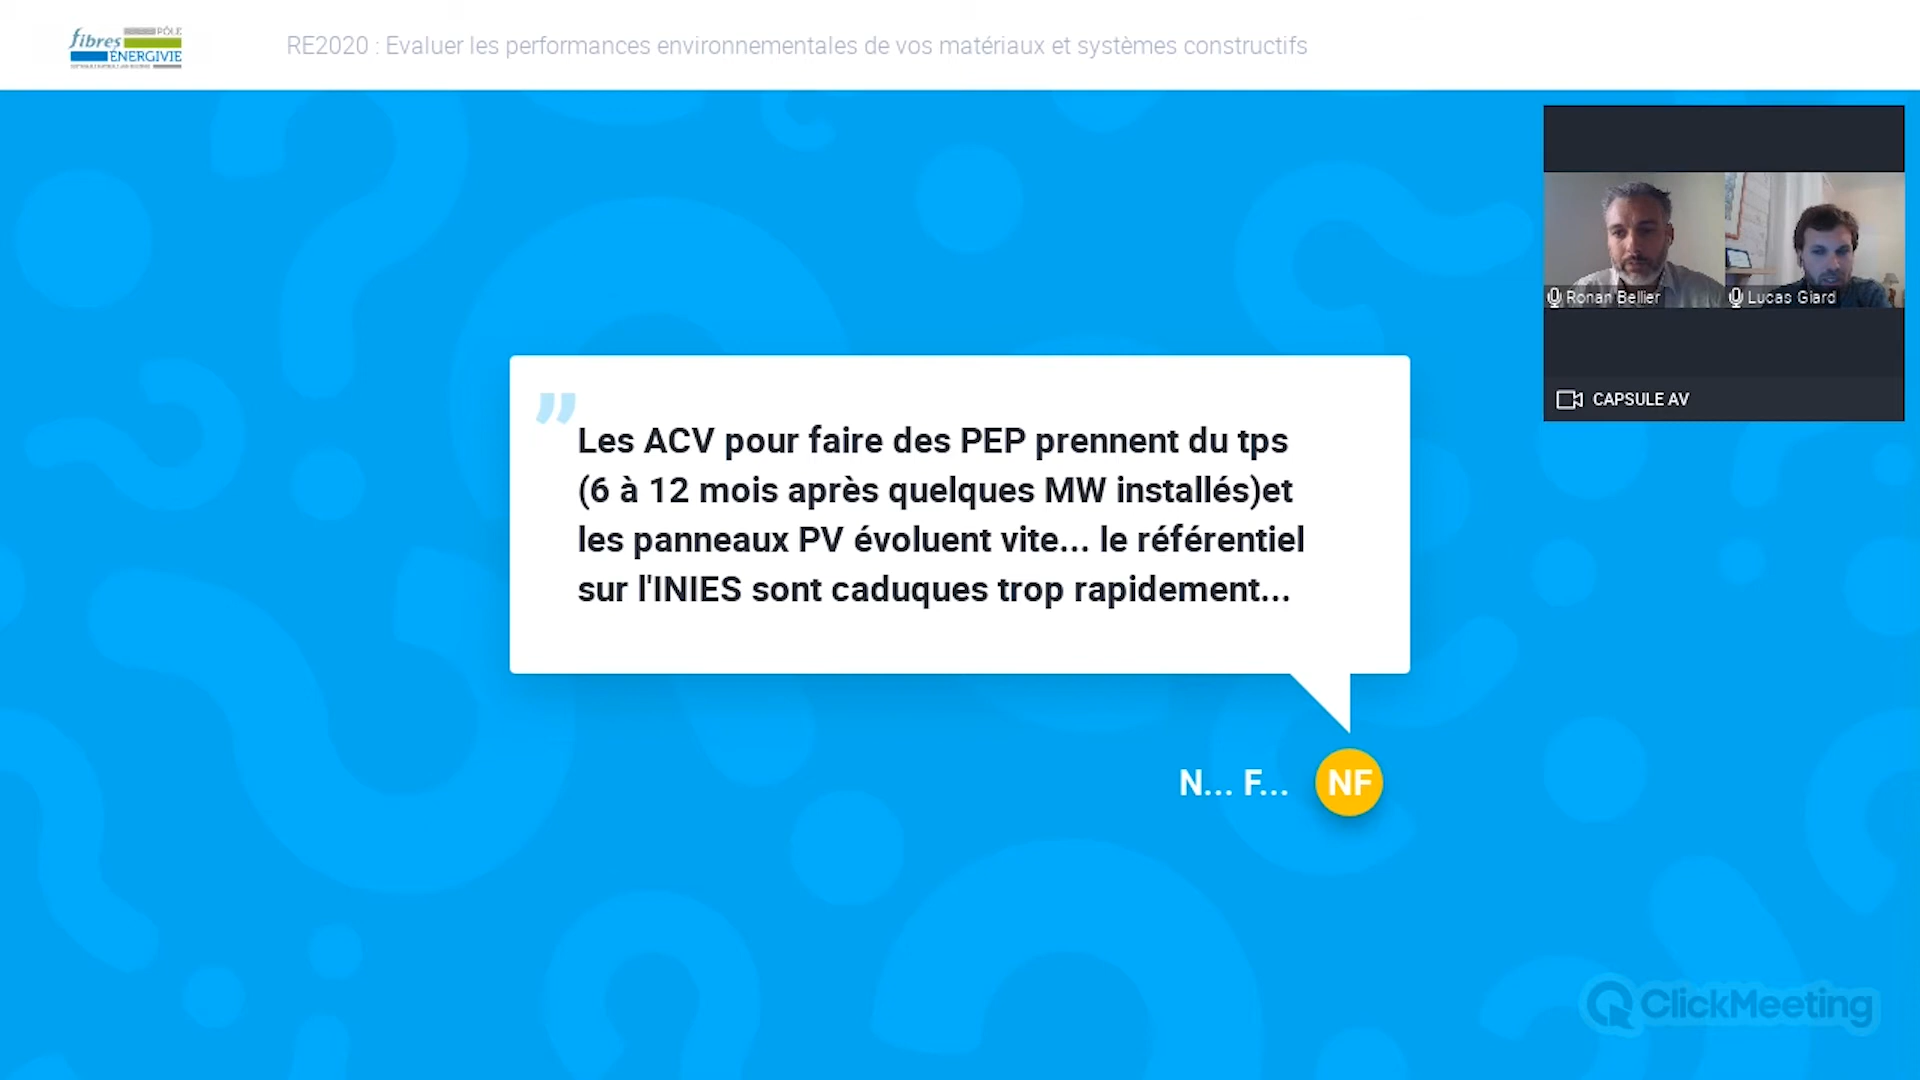 fibres PÔLE
ÉNERGIVIE
RE2020 : Evaluer les performances environnementales de vos matériaux et systèmes constructifs
Ronan Bellier
Lucas Giard
CAPSULE AV
Les ACV pour faire des PEP prennent du tps
(6 à 12 mois après quelques MW installés)et
les panneaux PV évoluent vite... le référentiel
sur l'INIES sont caduques trop rapidement...
N... F...
NF
ClickMeeting